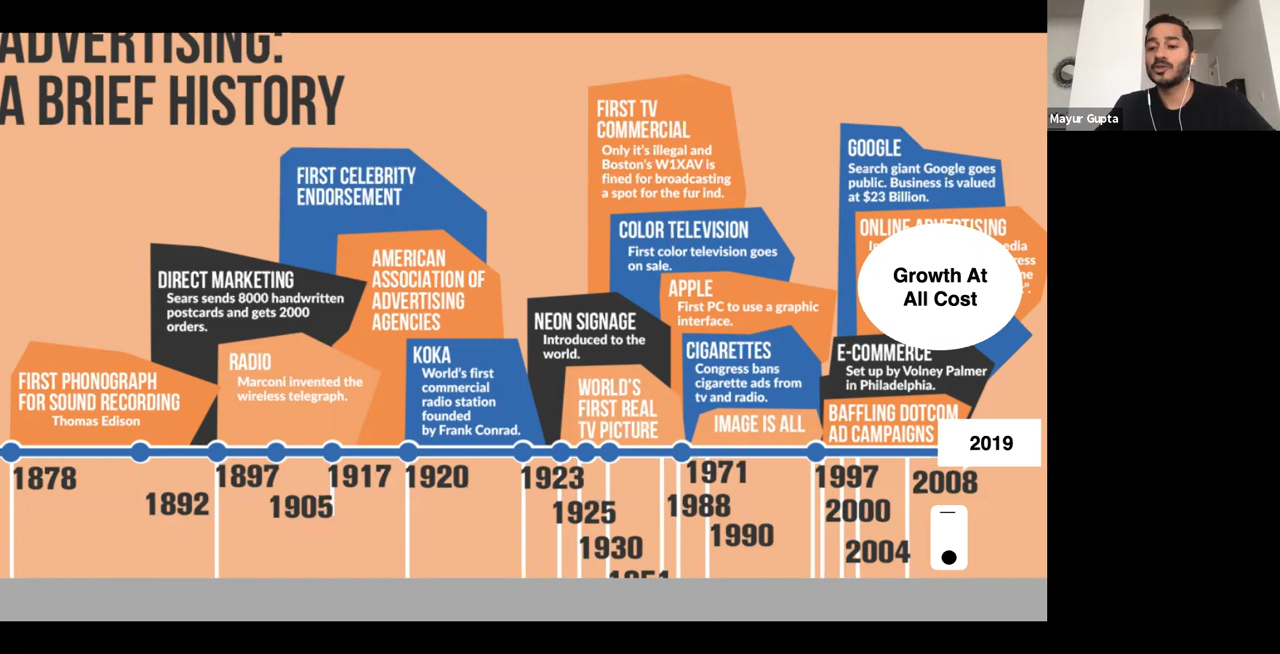 ADVERTISING:
A BRIEF HISTORY
FIRST PHONOGRAPH
FOR SOUND RECORDING
Thomas Edison
DIRECT MARKETING
Sears sends 8000 handwritten
postcards and gets 2000
orders.
RADIO
Marconi invented the
wireless telegraph.
FIRST CELEBRITY
ENDORSEMENT
AMERICAN
ASSOCIATION OF
ADVERTISING
AGENCIES
KOKA
World's first
commercial
radio station
founded
by Frank Conrad.
NEON SIGNAGE
Introduced to the
world.
WORLD'S
FIRST REAL
TV PICTURE
FIRST TV
COMMERCIAL
Only it's illegal and
Boston's W1XAV is
fined for broadcasting
a spot for the fur ind.
COLOR TELEVISION
First color television goes
on sale.
APPLE
First PC to use a graphic
interface.
CIGARETTES
Congress bans
cigarette ads from
tv and radio.
IMAGE IS ALL
GOOGLE
Search giant Google goes
public. Business is valued
at $23 Billion.
ONLINE ADVERTISING
Growth At
All Cost
E-COMMERCE
Set up by Volney Palmer
in Philadelphia.
BAFFLING DOTCOM
AD CAMPAIGNS
2019
1878
1892
1897
1905
1917
1920
1923
1925
1930
1951
1971
1988
1990
1997
2000
2004
2008
Mayur Gupta